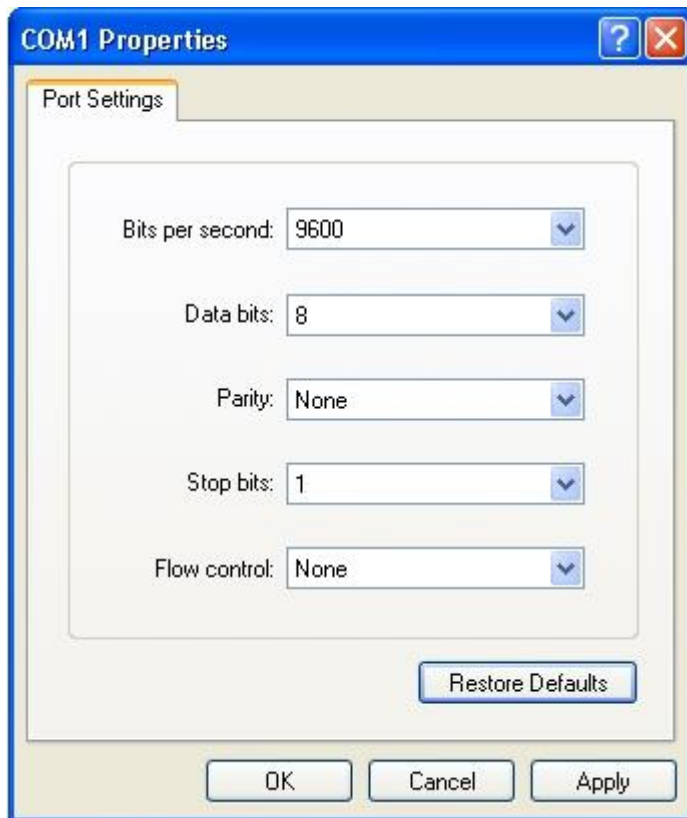 COM1 Properties ?
Port Settings
Bits per second: 9600
Data bits: 8
Parity: None
Stop bits: 1
Flow control: None
Restore Defaults
OK Cancel Apply